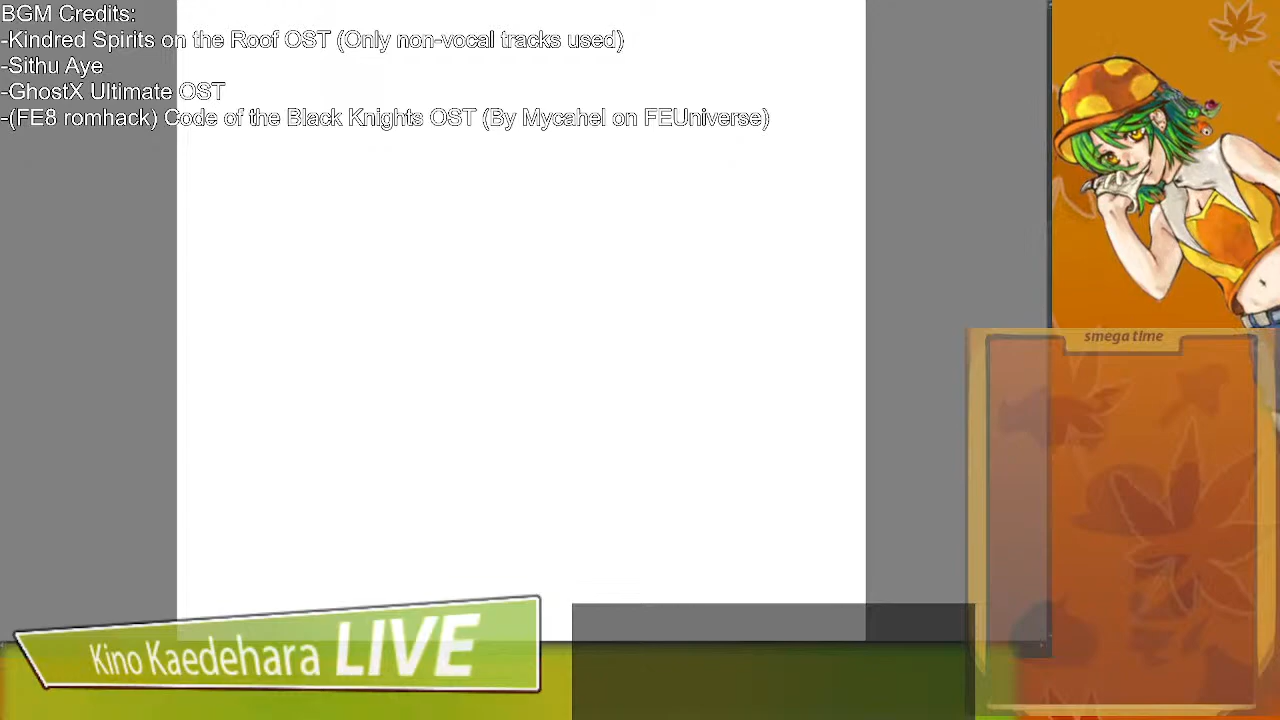 BGM Credits:
-Kindred Spirits on the Roof OST (Only non-vocal tracks used)
-Sithu Aye
-GhostX Ultimate OST
-(FE8 romhack) Code of the Black Knights OST (By Mycahel on FEUniverse)
smega time
Kino Kaedehara LIVE